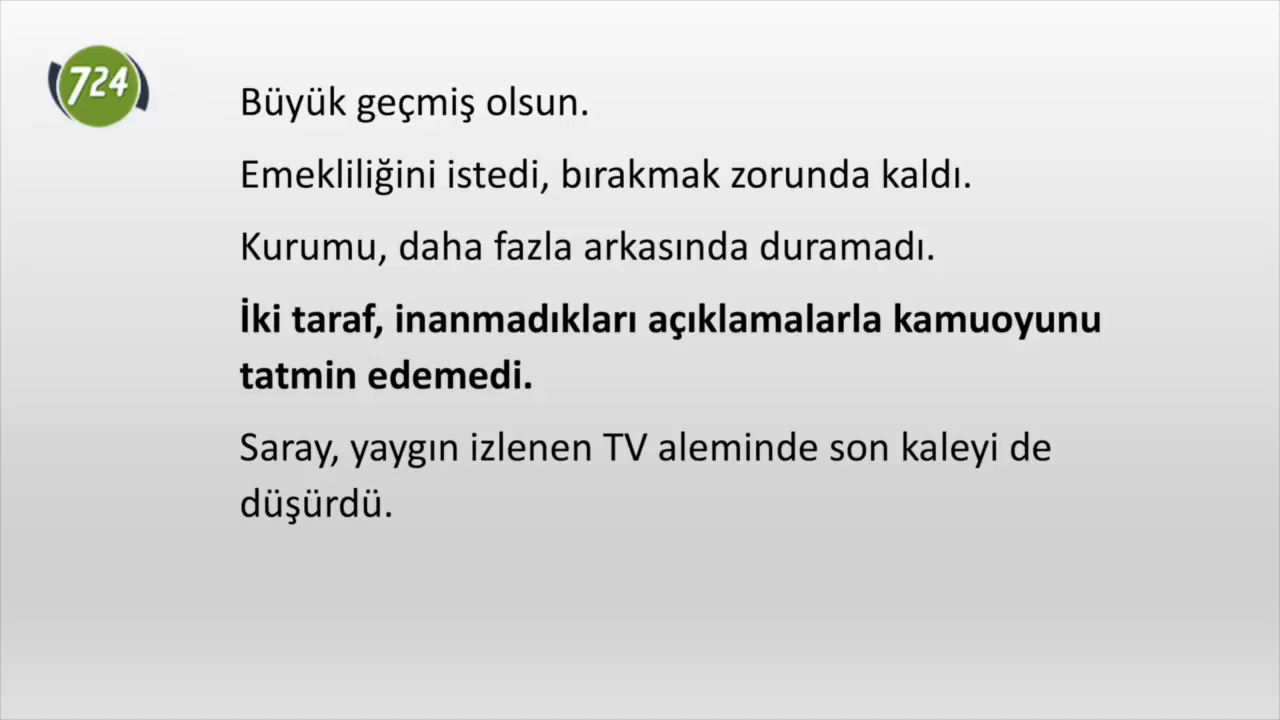 724
Büyük geçmiş olsun.
Emekliliğini istedi, bırakmak zorunda kaldı.
Kurumu, daha fazla arkasında duramadı.
İki taraf, inanmadıkları açıklamalarla kamuoyunu
tatmin edemedi.
Saray, yaygın izlenen TV aleminde son kaleyi de
düşürdü.